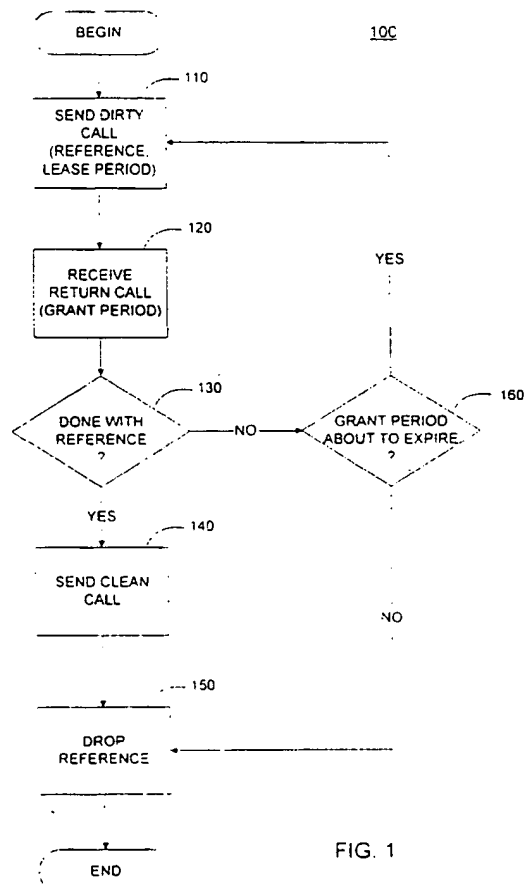 BEGIN
10C
110
SEND DIRTY
CALL
(REFERENCE,
LEASE PERIOD)
120
RECEIVE
RETURN CALL
(GRANT PERIOD)
YES
130
DONE WITH
REFERENCE
?
NO
160
GRANT PERIOD
ABOUT TO EXPIRE
?
YES
140
SEND CLEAN
CALL
NO
150
DROP
REFERENCE
END
FIG. 1